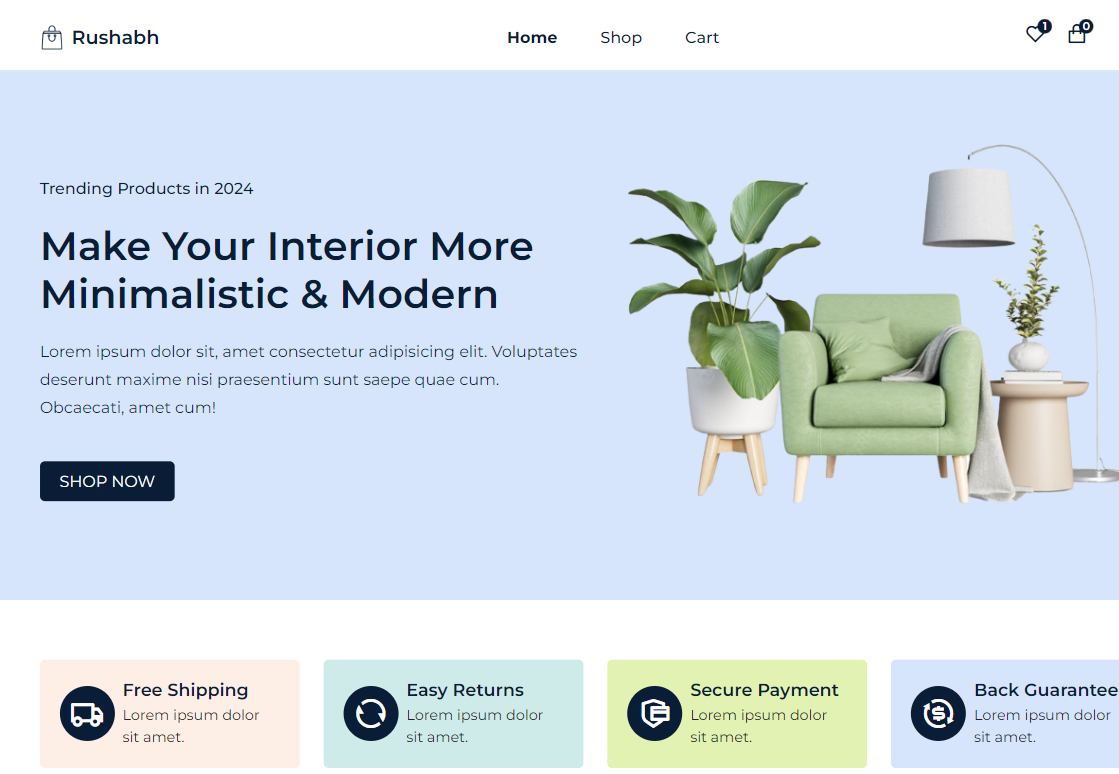 Rushabh
Home
Shop
Cart
1
0
Trending Products in 2024
Make Your Interior More
Minimalistic & Modern
Lorem ipsum dolor sit, amet consectetur adipisicing elit. Voluptates
deserunt maxime nisi praesentium sunt saepe quae cum.
Obcaecati, amet cum!
SHOP NOW
Free Shipping
Lorem ipsum dolor
sit amet.
Easy Returns
Lorem ipsum dolor
sit amet.
Secure Payment
Lorem ipsum dolor
sit amet.
Back Guarantee
Lorem ipsum dolor
sit amet.